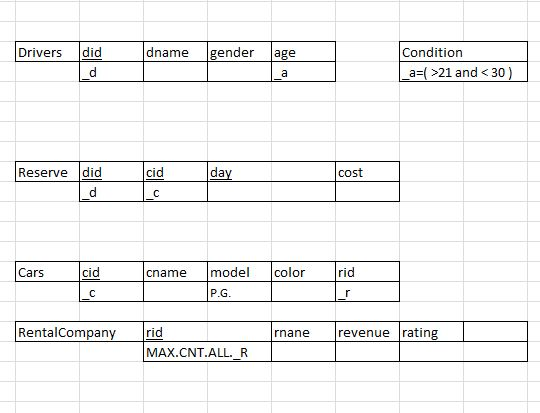 Drivers did dname gender age Condition
_d _a _a=( >21 and < 30 )
Reserve did cid day cost
_d _c
Cars cid cname model color rid
_c P.G. _r
RentalCompany rid rnane revenue rating
MAX.CNT.ALL._R